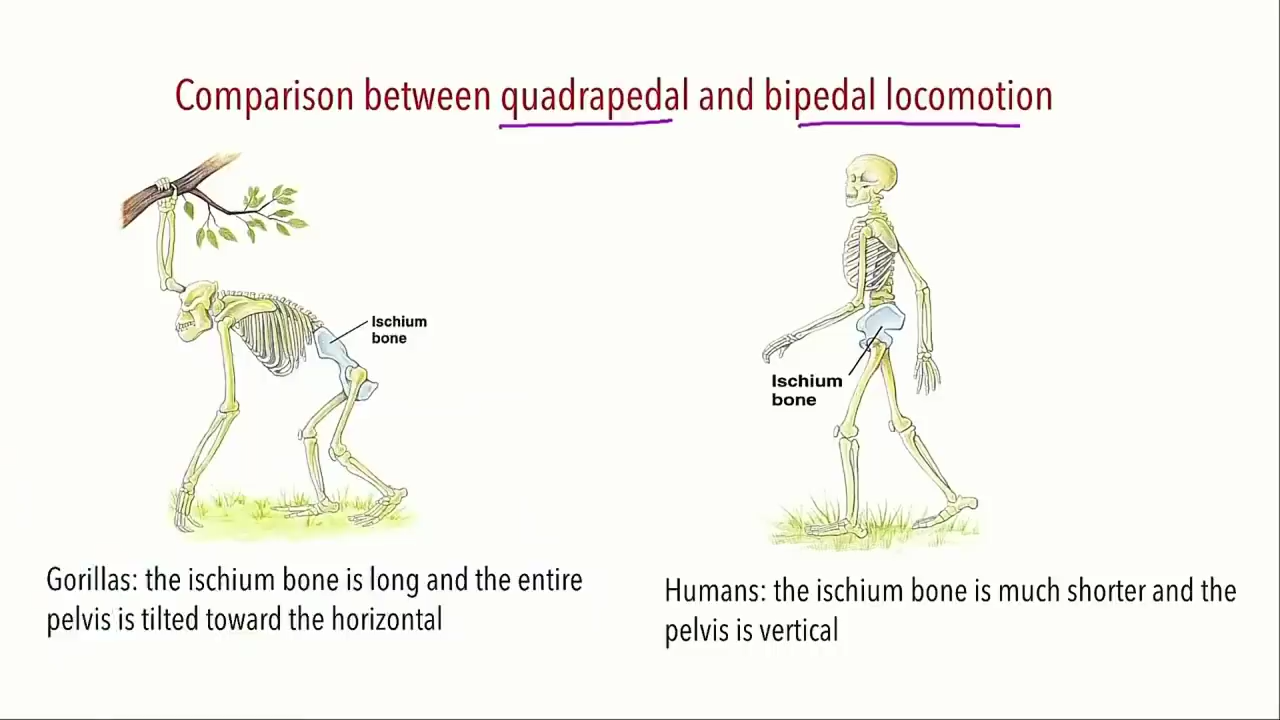 Comparison between quadrapedal and bipedal locomotion
Ischium
bone
Ischium
bone
Gorillas: the ischium bone is long and the entire
pelvis is tilted toward the horizontal
Humans: the ischium bone is much shorter and the
pelvis is vertical